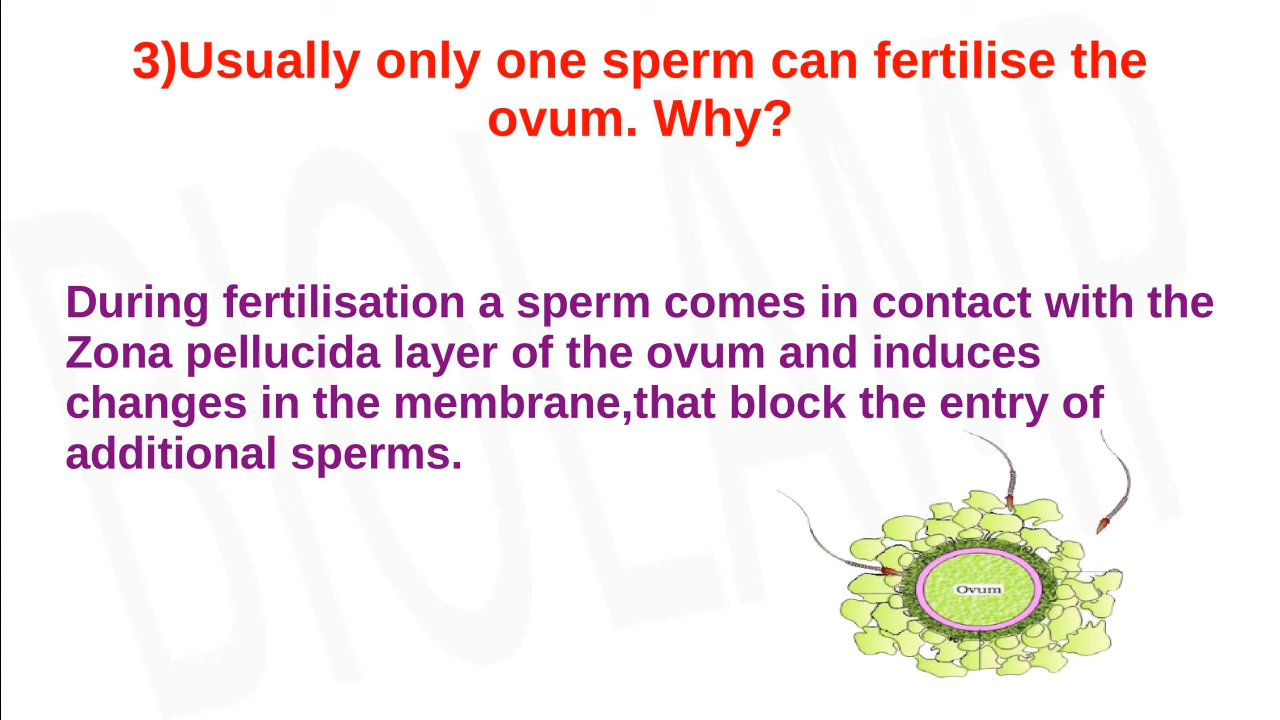 3)Usually only one sperm can fertilise the
ovum. Why?
During fertilisation a sperm comes in contact with the
Zona pellucida layer of the ovum and induces
changes in the membrane,that block the entry of
additional sperms.
Ovum
BIOLAMP